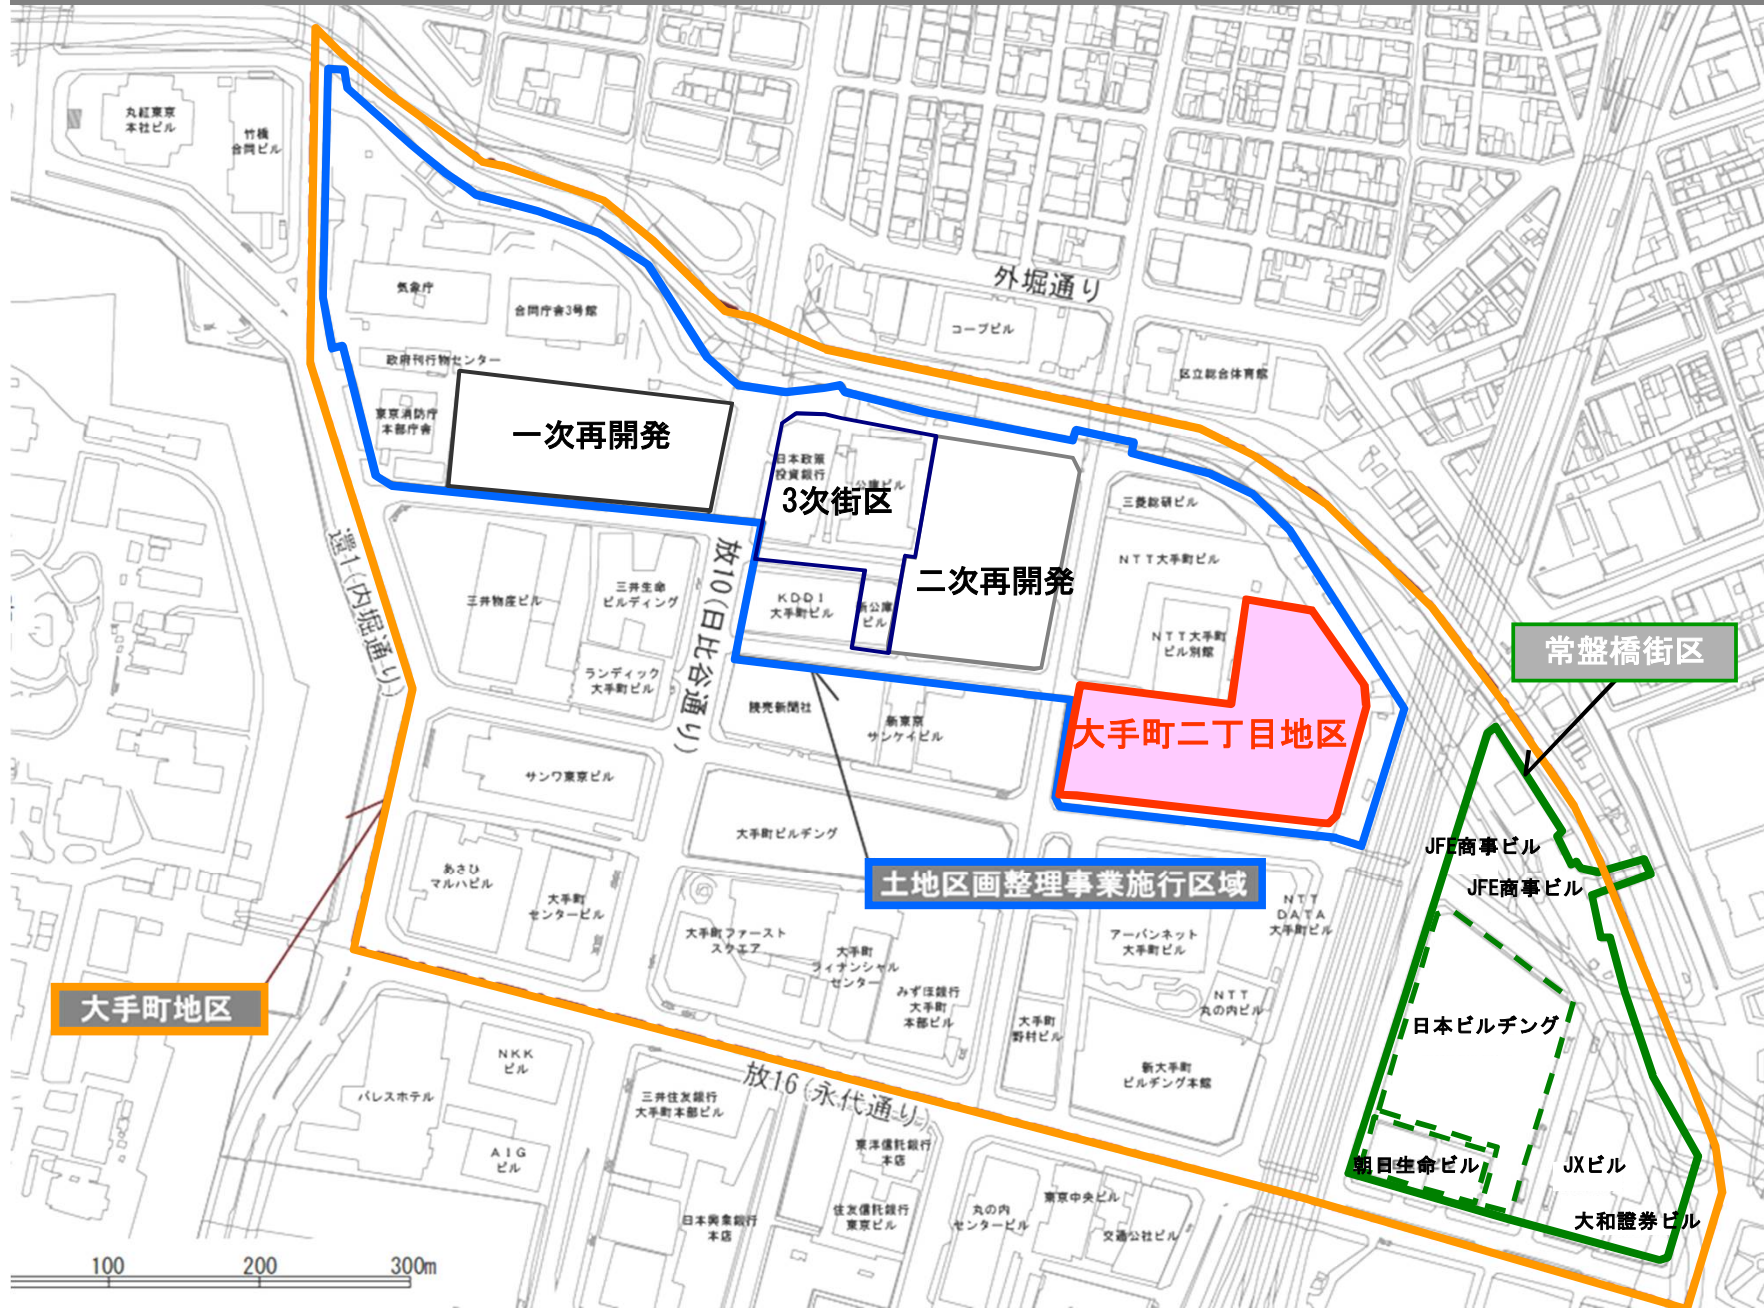 丸紅東京
本社ビル
竹橋
合同ビル
外堀通り
気象庁
合同庁舎3号館
コープビル
政府刊行物センター
区立総合体育館
東京消防庁
本部庁舎
一次再開発
日本政策
投資銀行
公庫ビル
3次街区
三菱総研ビル
NTT大手町ビル
二次再開発
環1(内堀通り)
放10(日比谷通り)
三井物産ビル
三井生命
ビルディング
KDDI
大手町ビル
新公庫
ビル
NTT大手町
ビル別館
常盤橋街区
ランディック
大手町ビル
読売新聞社
新東京
サンケイビル
大手町二丁目地区
サンワ東京ビル
大手町ビルヂング
JFE商事ビル
JFE商事ビル
あさひ
マルハビル
大手町
センタービル
土地区画整理事業施行区域
NTT
DATA
大手町ビル
大手町ファースト
スクエア
大手町
フィナンシャル
センター
アーバンネット
大手町ビル
みずほ銀行
大手町
本部ビル
NTT
丸の内ビル
大手町地区
大手町
野村ビル
日本ビルヂング
NKK
ビル
新大手町
ビルヂング本館
パレスホテル
三井住友銀行
大手町本部ビル
放16(永代通り)
東洋信託銀行
本店
AIG
ビル
朝日生命ビル
JXビル
住友信託銀行
東京ビル
丸の内
センタービル
東京中央ビル
交通公社ビル
日本興業銀行
本店
大和證券ビル
100
200
300m